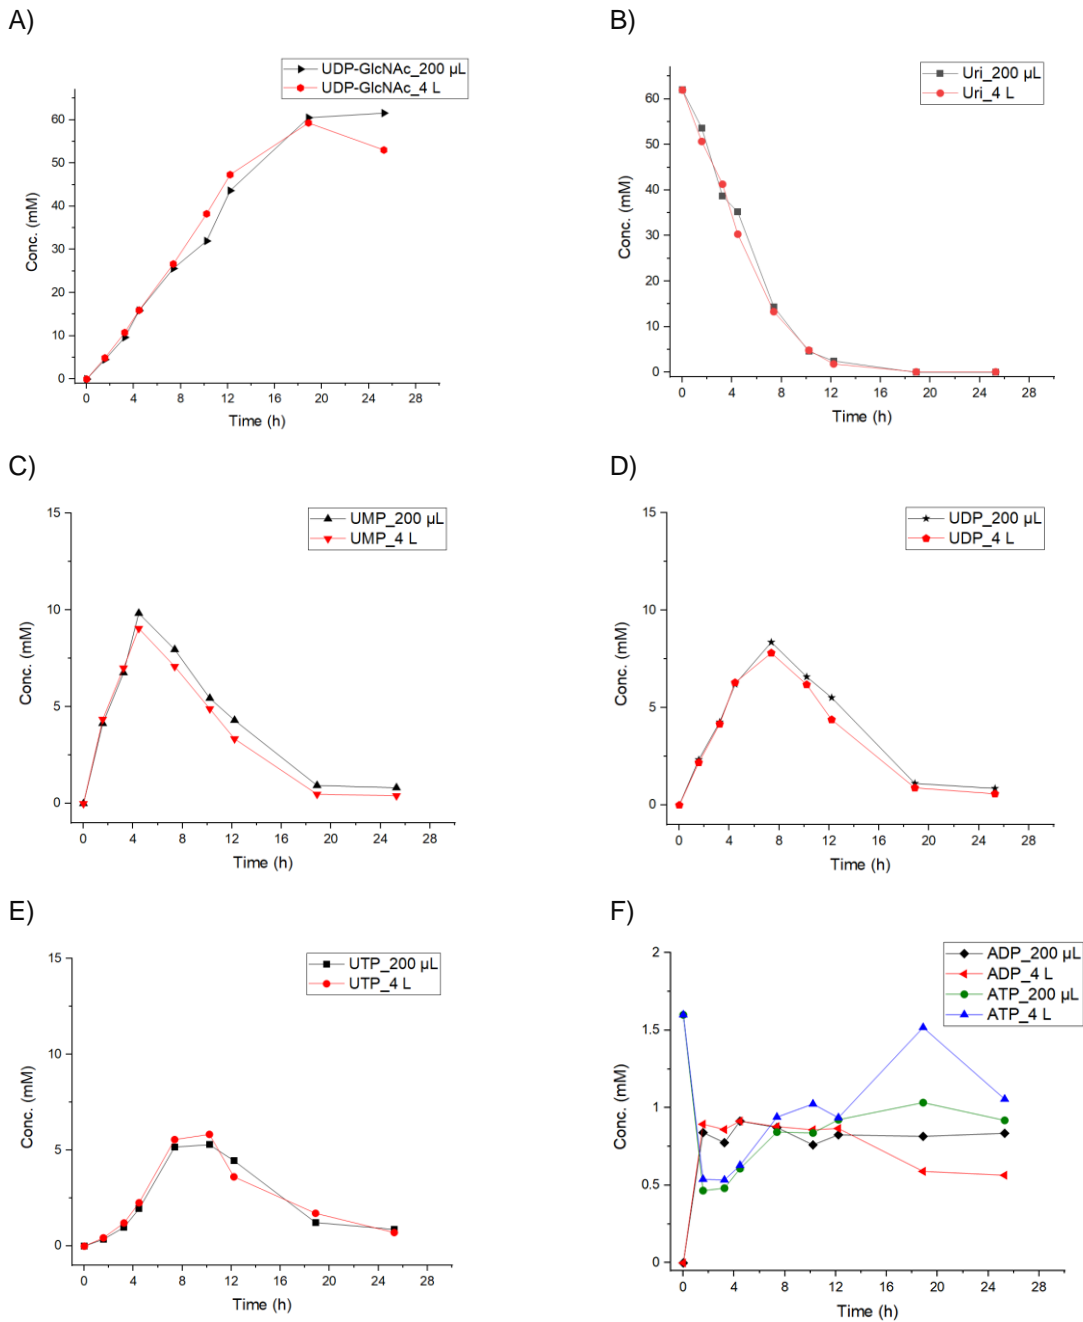 A)
UDP-GlcNAc_200 µL
UDP-GlcNAc_4 L
60
50
40
30
20
10
0
Conc. (mM)
0 4 8 12 16 20 24 28
Time (h)
B)
Uri_200 µL
Uri_4 L
60
50
40
30
20
10
0
Conc. (mM)
0 4 8 12 16 20 24 28
Time (h)
C)
UMP_200 µL
UMP_4 L
15
10
5
0
Conc. (mM)
0 4 8 12 16 20 24 28
Time (h)
D)
UDP_200 µL
UDP_4 L
15
10
5
0
Conc. (mM)
0 4 8 12 16 20 24 28
Time (h)
E)
UTP_200 µL
UTP_4 L
15
10
5
0
Conc. (mM)
0 4 8 12 16 20 24 28
Time (h)
F)
ADP_200 µL
ADP_4 L
ATP_200 µL
ATP_4 L
2
1.5
1
0.5
0
Conc. (mM)
0 4 8 12 16 20 24 28
Time (h)